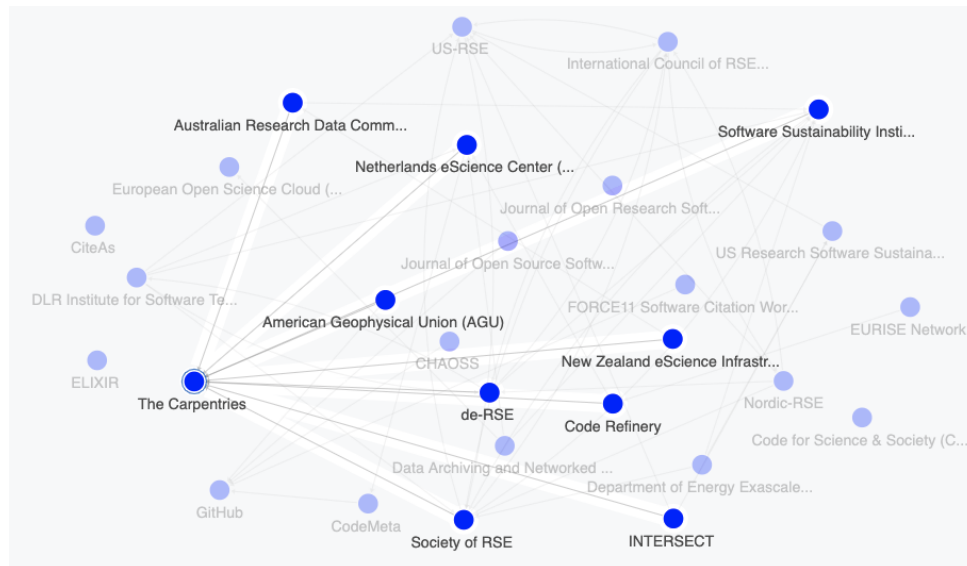 US-RSE
International Council of RSE...
Australian Research Data Comm...
Software Sustainability Insti...
Netherlands eScience Center (...
European Open Science Cloud (...
Journal of Open Research Soft...
CiteAs
US Research Software Sustaina...
Journal of Open Source Softw...
DLR Institute for Software Te...
FORCE11 Software Citation Wor...
American Geophysical Union (AGU)
EURISE Network
CHAOSS
New Zealand eScience Infrastr...
ELIXIR
The Carpentries
Nordic-RSE
de-RSE
Code Refinery
Code for Science & Society (C...
Data Archiving and Networked ...
Department of Energy Exascale...
GitHub
CodeMeta
Society of RSE
INTERSECT